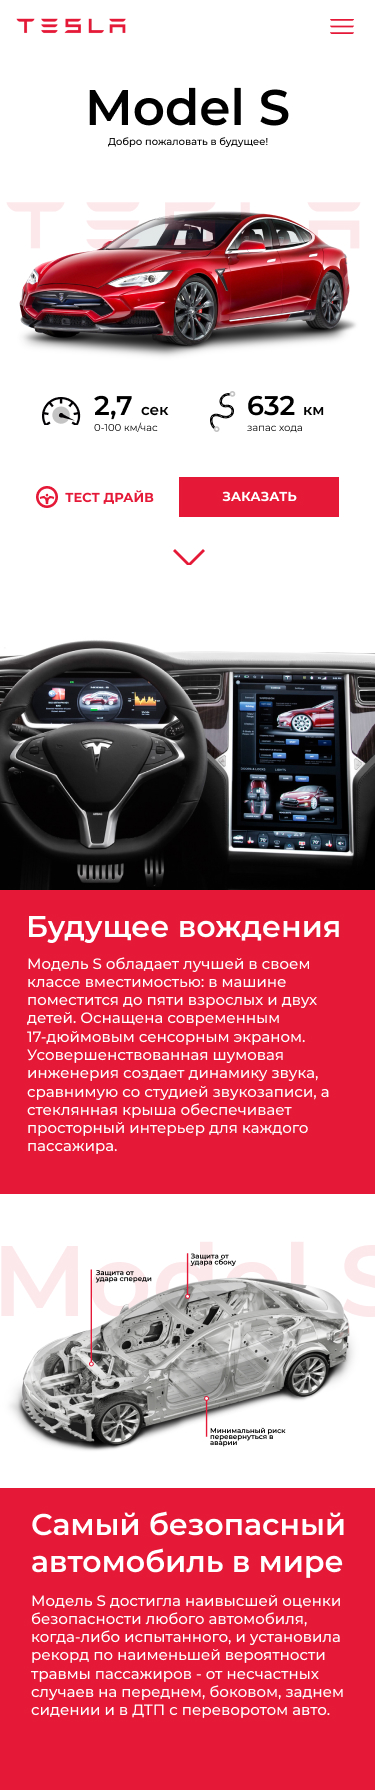 TESLA
Model S
Добро пожаловать в будущее!
TESLA
2,7 сек
0-100 км/час
632 км
запас хода
ТЕСТ ДРАЙВ
ЗАКАЗАТЬ
Будущее вождения
Модель S обладает лучшей в своем
классе вместимостью: в машине
поместится до пяти взрослых и двух
детей. Оснащена современным
17-дюймовым сенсорным экраном.
Усовершенствованная шумовая
инженерия создает динамику звука,
сравнимую со студией звукозаписи, а
стеклянная крыша обеспечивает
просторный интерьер для каждого
пассажира.
Model S
Защита от
удара сбоку
Защита от
удара спереди
Минимальный риск
перевернуться в
аварии
Самый безопасный
автомобиль в мире
Модель S достигла наивысшей оценки
безопасности любого автомобиля,
когда-либо испытанного, и установила
рекорд по наименьшей вероятности
травмы пассажиров - от несчастных
случаев на переднем, боковом, заднем
сидении и в ДТП с переворотом авто.